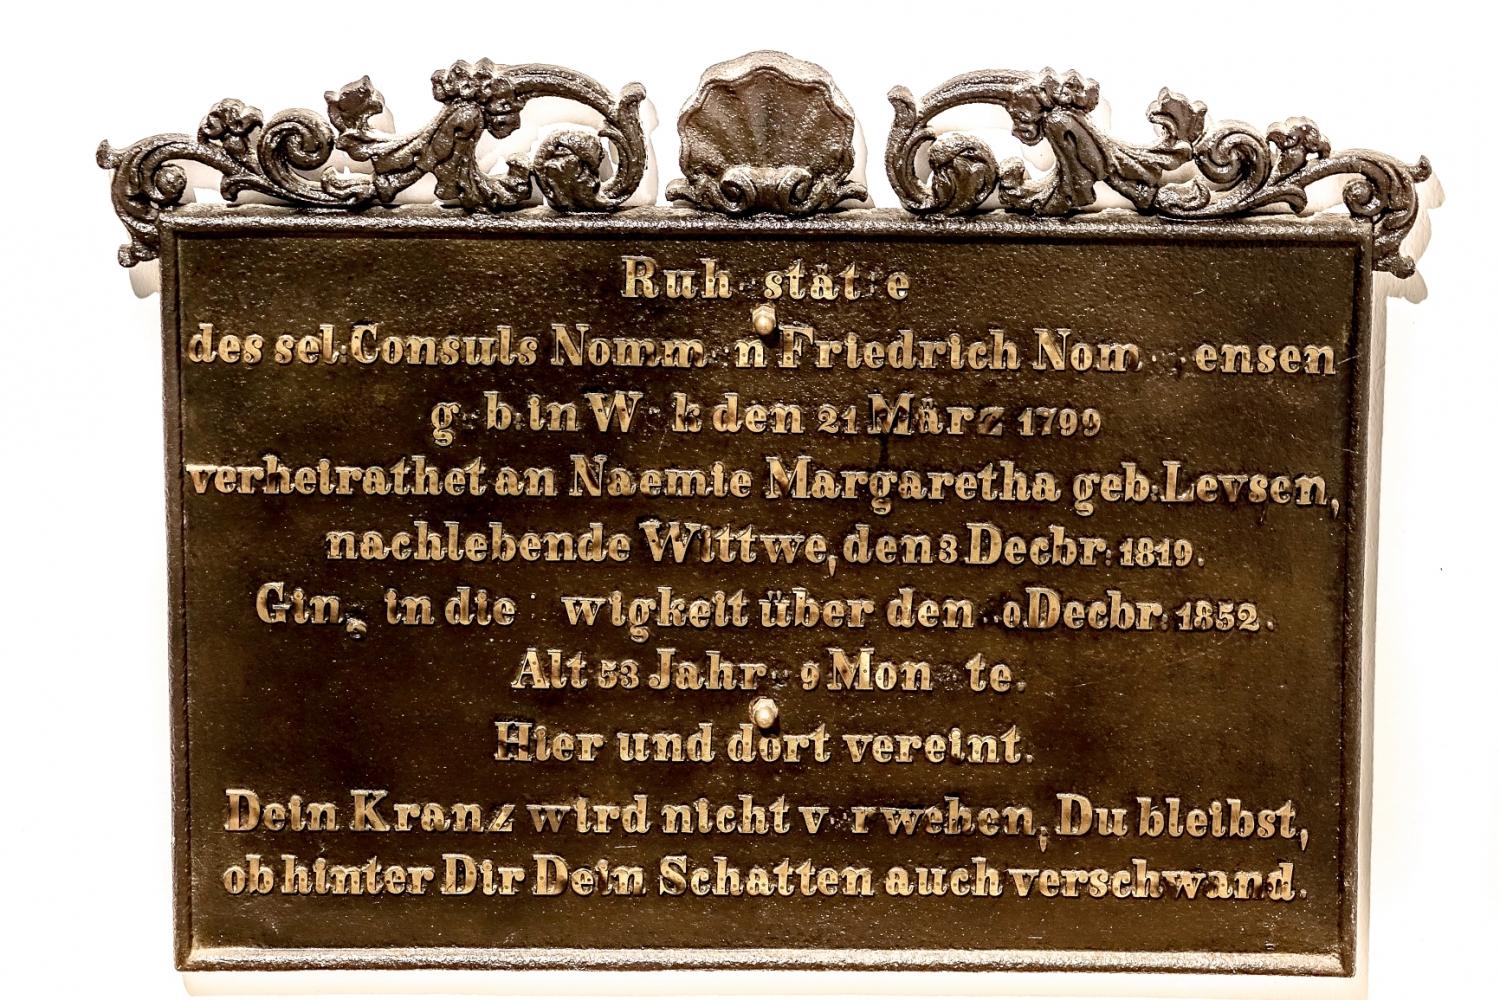 Ruh stät e
des sel: Consuls Nomm n Friedrich Nom ensen
g b: in W k den 21 März 1799
verheirathet an Naemie Margaretha geb: Levsen,
nachlebende Wittwe, den 3 Decbr: 1819.
Ging in die wigkeit über den 0 Decbr: 1852.
Alt 53 Jahr 9 Mon te.
Hier und dort vereint.
Dein Kranz wird nicht v rwehen, Du bleibst,
ob hinter Dir Dein Schatten auch verschwand.